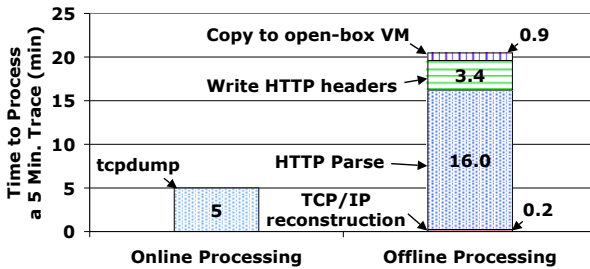 Time to Process
a 5 Min. Trace (min)
25
20
15
10
5
0
Copy to open-box VM
0.9
Write HTTP headers
3.4
tcpdump
HTTP Parse
16.0
5
TCP/IP
reconstruction
0.2
Online Processing
Offline Processing